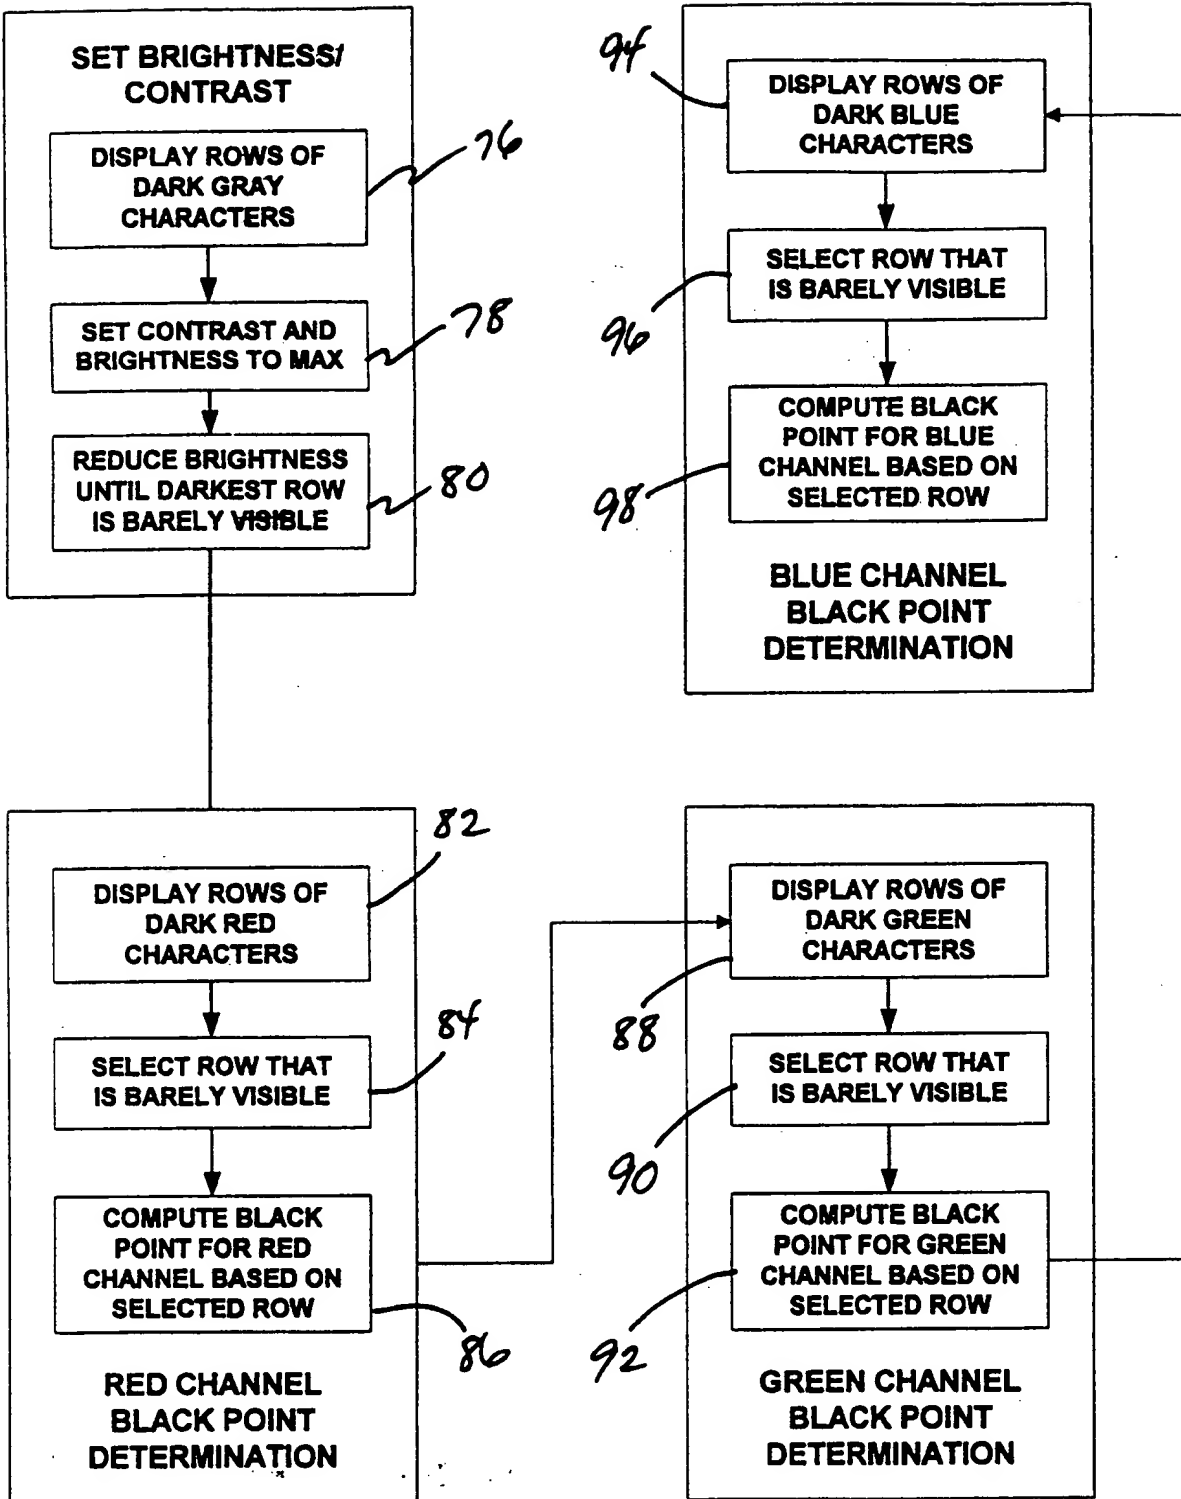 SET BRIGHTNESS/
CONTRAST
DISPLAY ROWS OF
DARK GRAY
CHARACTERS
76
SET CONTRAST AND
BRIGHTNESS TO MAX
78
REDUCE BRIGHTNESS
UNTIL DARKEST ROW
IS BARELY VISIBLE
80
82
DISPLAY ROWS OF
DARK RED
CHARACTERS
84
SELECT ROW THAT
IS BARELY VISIBLE
COMPUTE BLACK
POINT FOR RED
CHANNEL BASED ON
SELECTED ROW
86
RED CHANNEL
BLACK POINT
DETERMINATION
DISPLAY ROWS OF
DARK GREEN
CHARACTERS
88
SELECT ROW THAT
IS BARELY VISIBLE
90
COMPUTE BLACK
POINT FOR GREEN
CHANNEL BASED ON
SELECTED ROW
92
GREEN CHANNEL
BLACK POINT
DETERMINATION
94
DISPLAY ROWS OF
DARK BLUE
CHARACTERS
SELECT ROW THAT
IS BARELY VISIBLE
96
COMPUTE BLACK
POINT FOR BLUE
CHANNEL BASED ON
SELECTED ROW
98
BLUE CHANNEL
BLACK POINT
DETERMINATION